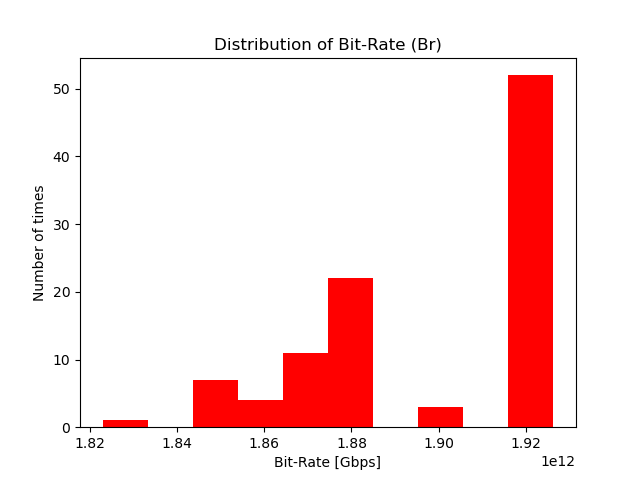 Distribution of Bit-Rate (Br)
Number of times
50
40
30
20
10
0
1.82 1.84 1.86 1.88 1.90 1.92
1e12
Bit-Rate [Gbps]